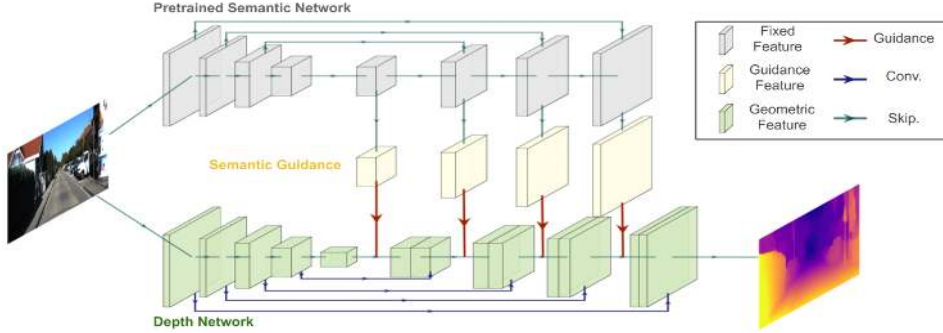 Pretrained Semantic Network
Fixed
Feature
Guidance
Guidance
Feature
Conv.
Geometric
Feature
Skip.
Semantic Guidance
Depth Network